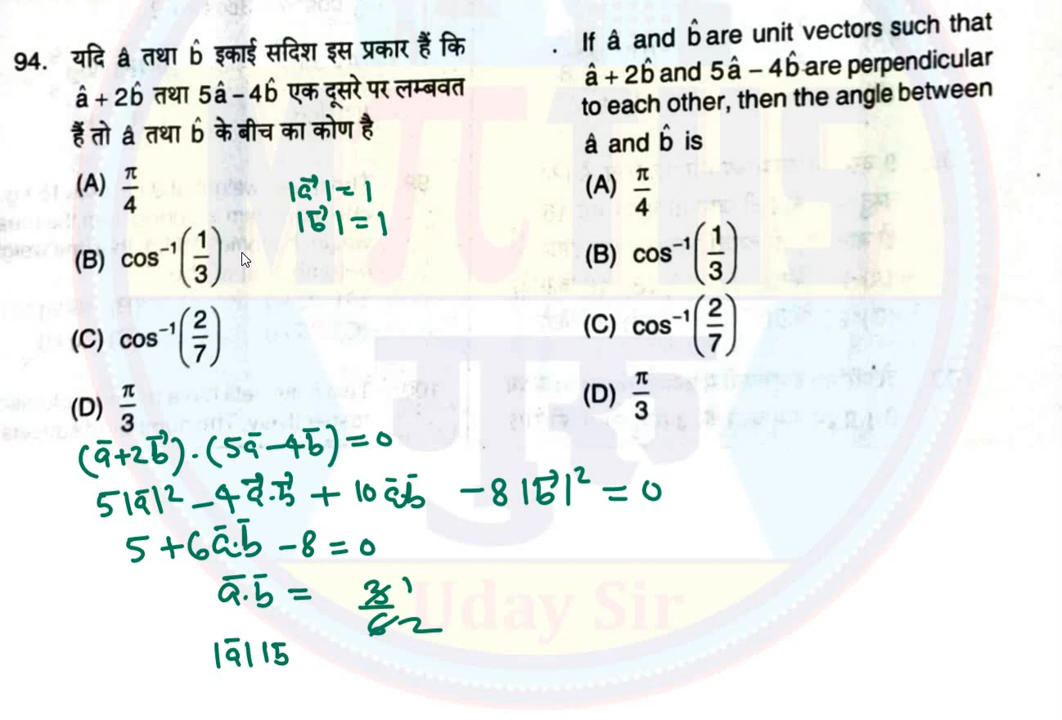 94. यदि â तथा b̂ इकाई सदिश इस प्रकार हैं कि
â + 2b̂ तथा 5â – 4b̂ एक दूसरे पर लम्बवत
हैं तो â तथा b̂ के बीच का कोण है
(A) π/4
(B) cos⁻¹(1/3)
(C) cos⁻¹(2/7)
(D) π/3
. If â and b̂ are unit vectors such that
â + 2b̂ and 5â – 4b̂ are perpendicular
to each other, then the angle between
â and b̂ is
(A) π/4
(B) cos⁻¹(1/3)
(C) cos⁻¹(2/7)
(D) π/3
|a⃗| = 1
|b⃗| = 1
(a̅+2b⃗).(5a̅-4b̅)=0
5|a̅|² -4a⃗.b⃗ + 10a̅.b̅ -8|b⃗|² = 0
5+6a̅.b̅ -8 = 0
a̅.b̅ = 3/6 1/2
|a̅||b
Uday Sir